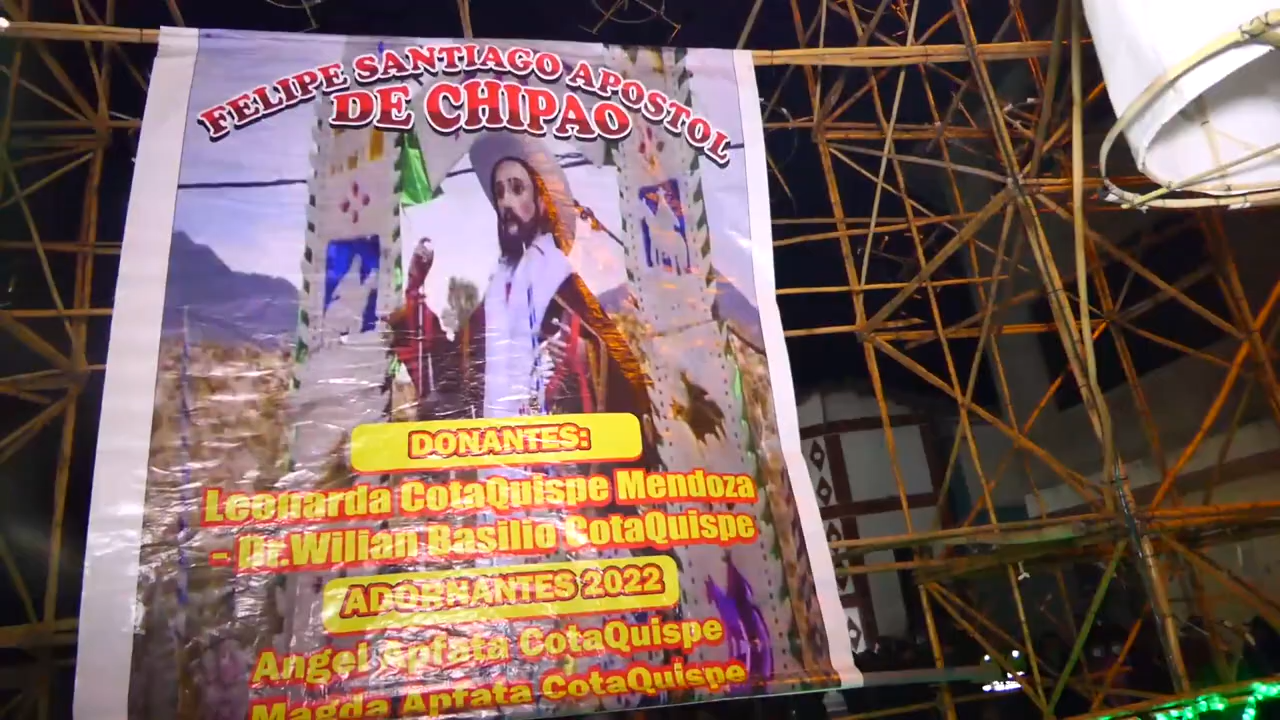 FELIPE SANTIAGO APOSTOL
DE CHIPAO
DONANTES:
Leonarda CotaQuispe Mendoza
- Dr.Wilian Basilio CotaQuispe
ADORNANTES 2022
Angel Apfata CotaQuispe
Magda Apfata CotaQuispe